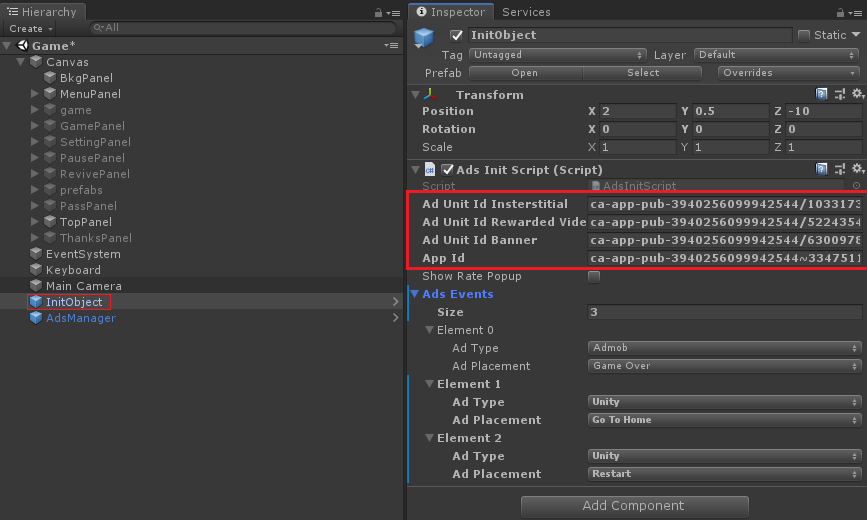 Hierarchy
Create
All
Game*
Canvas
BkgPanel
MenuPanel
game
GamePanel
SettingPanel
PausePanel
RevivePanel
prefabs
PassPanel
TopPanel
ThanksPanel
EventSystem
Keyboard
Main Camera
InitObject
AdsManager
Inspector Services
InitObject Static
Tag Untagged Layer Default
Prefab Open Select Overrides
Transform
Position X 2 Y 0.5 Z -10
Rotation X 0 Y 0 Z 0
Scale X 1 Y 1 Z 1
Ads Init Script (Script)
Script AdsInitScript
Ad Unit Id Insterstitial ca-app-pub-3940256099942544/1033173
Ad Unit Id Rewarded Vide ca-app-pub-3940256099942544/5224354
Ad Unit Id Banner ca-app-pub-3940256099942544/6300978
App Id ca-app-pub-3940256099942544~3347511
Show Rate Popup
Ads Events
Size 3
Element 0
Ad Type Admob
Ad Placement Game Over
Element 1
Ad Type Unity
Ad Placement Go To Home
Element 2
Ad Type Unity
Ad Placement Restart
Add Component